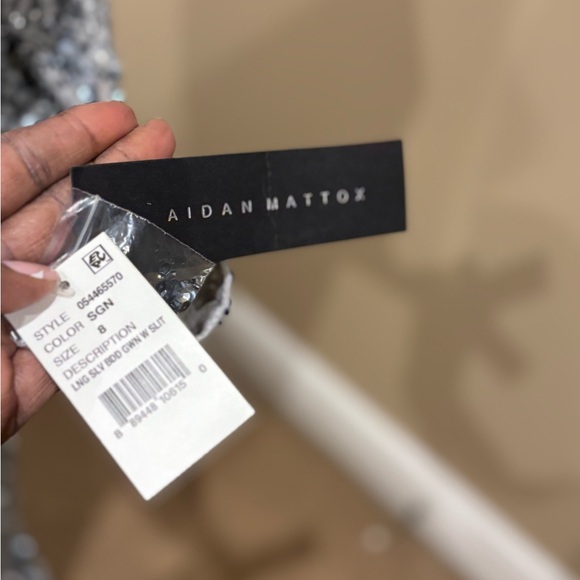 AIDAN MATTOX
STYLE 054465570
COLOR SGN
SIZE 8
DESCRIPTION
LNG SLV BDD GWN W SLIT
8 89448 10615 0